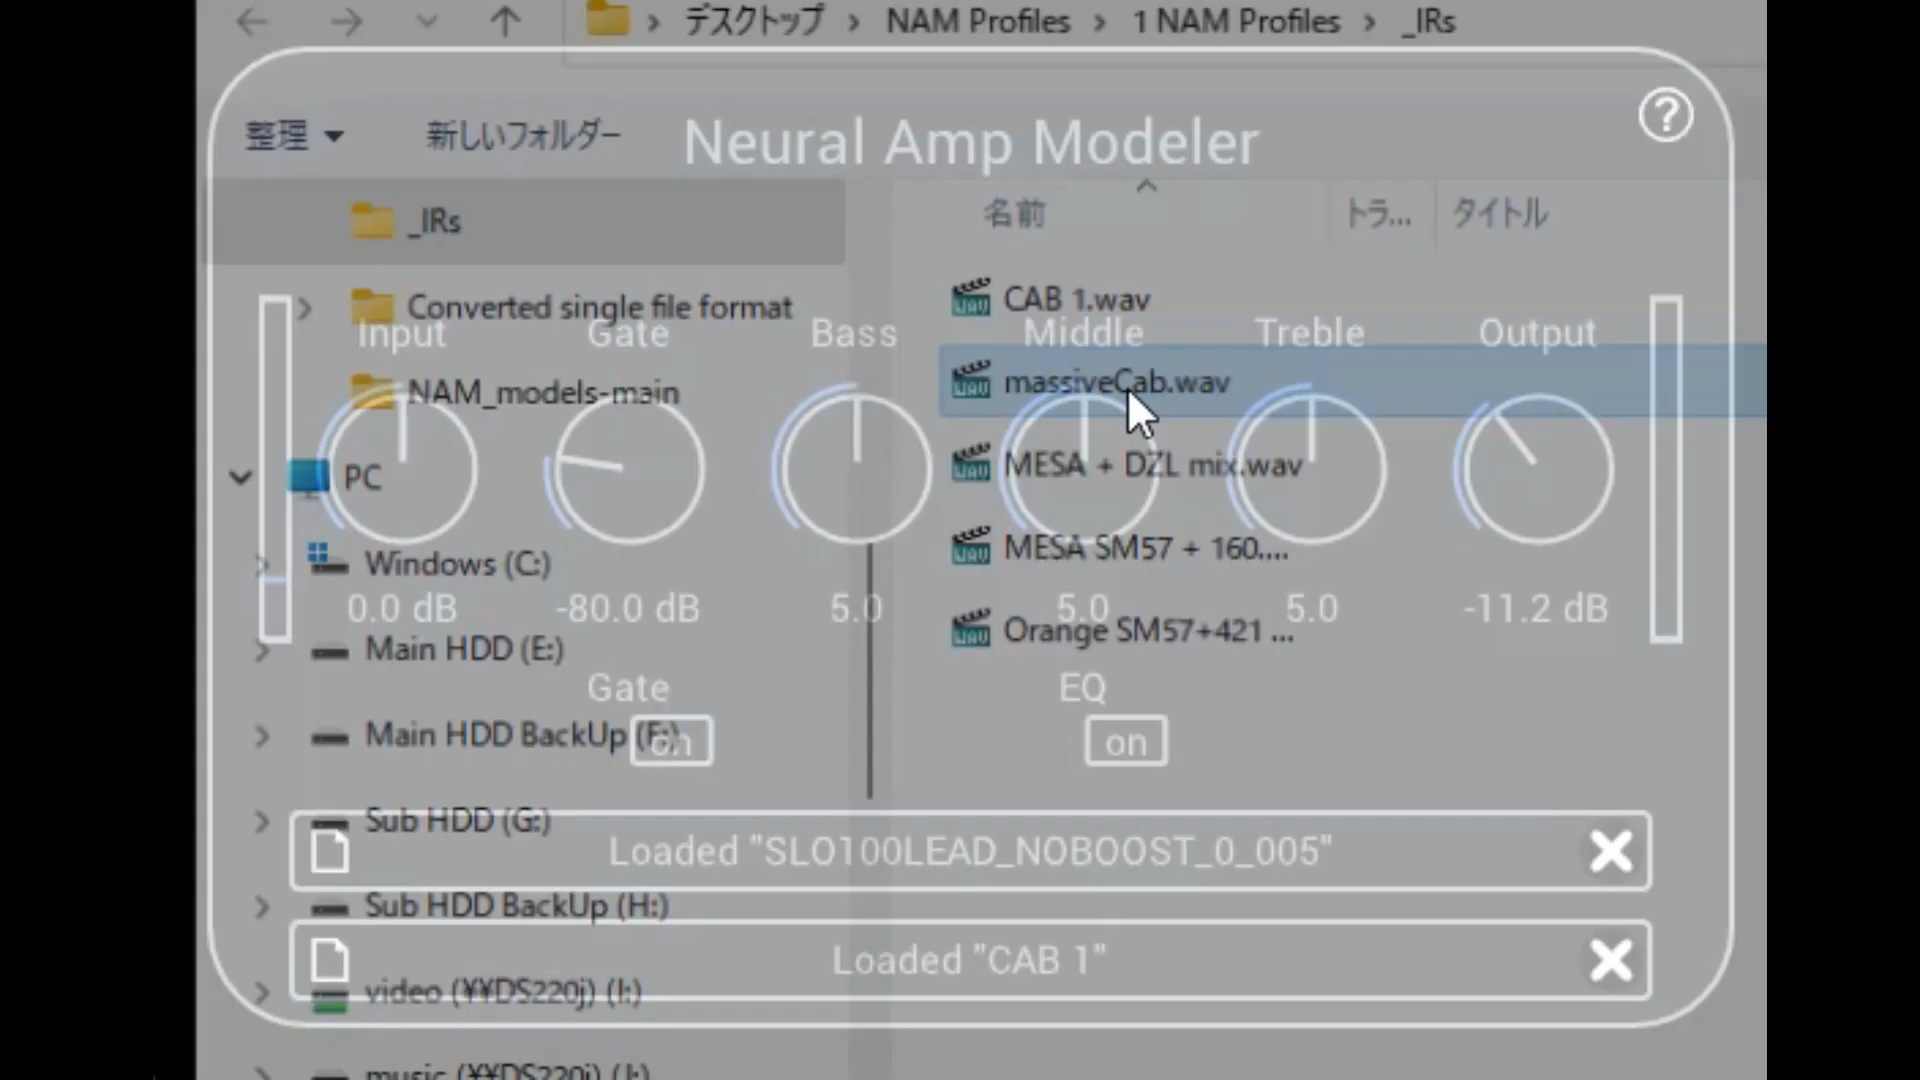 デスクトップ > NAM Profiles > 1 NAM Profiles > _IRs
整理 新しいフォルダー
Neural Amp Modeler
?
_IRs
Converted single file format
NAM_models-main
PC
Windows (C:)
Main HDD (E:)
Main HDD BackUp (F:)
Sub HDD (G:)
Sub HDD BackUp (H:)
video (¥¥DS220j) (I:)
music (¥¥DS220j) (J:)
名前 トラ... タイトル
CAB 1.wav
massiveCab.wav
MESA + DZL mix.wav
MESA SM57 + 160....
Orange SM57+421 ...
Input Gate Bass Middle Treble Output
0.0 dB -80.0 dB 5.0 5.0 5.0 -11.2 dB
Gate EQ
on on
Loaded "SLO100LEAD_NOBOOST_0_005"
Loaded "CAB 1"